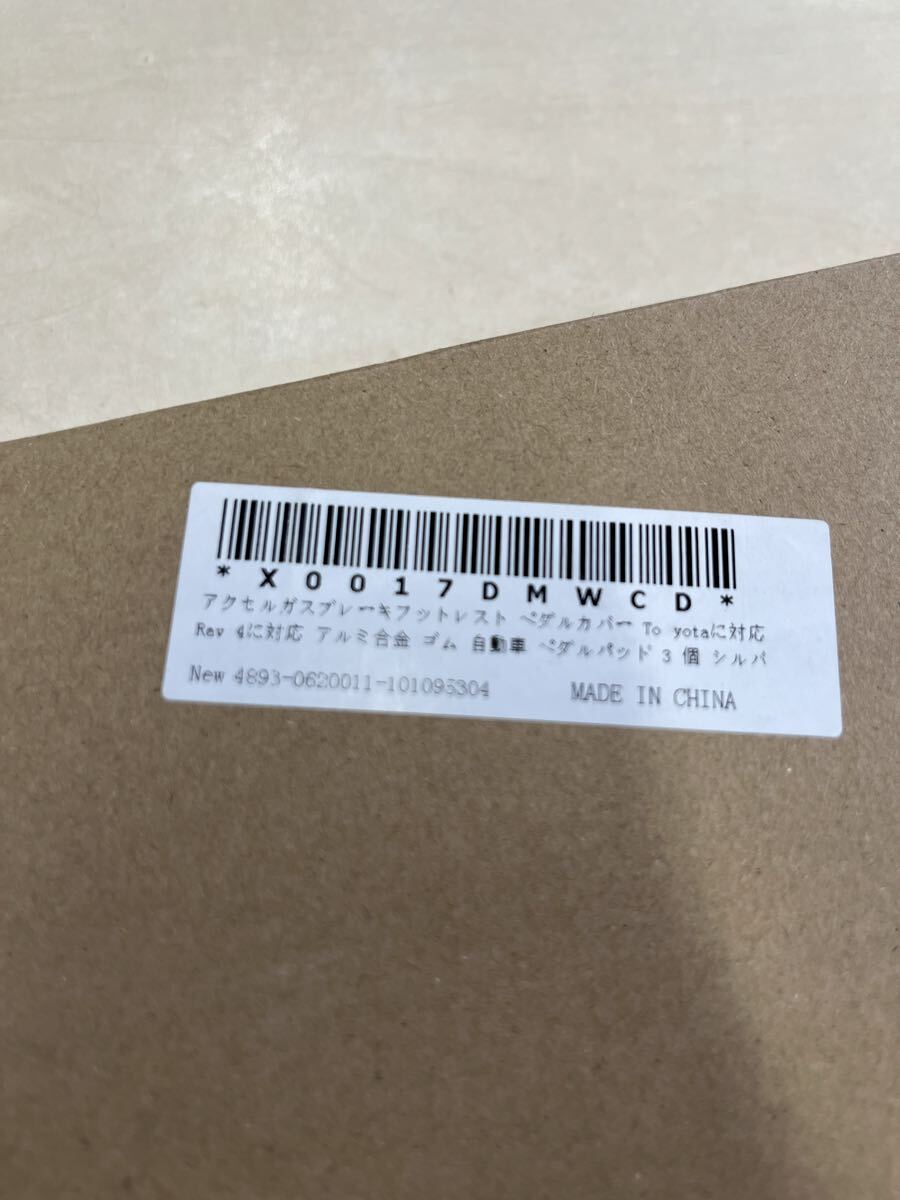 *X0017DMWCD*
アクセルガスブレーキフットレスト ペダルカバー To yotaに対応
Rav 4に対応 アルミ合金 ゴム 自動車 ペダルパッド 3 個 シルバ
New 4893-0620011-101095304 MADE IN CHINA